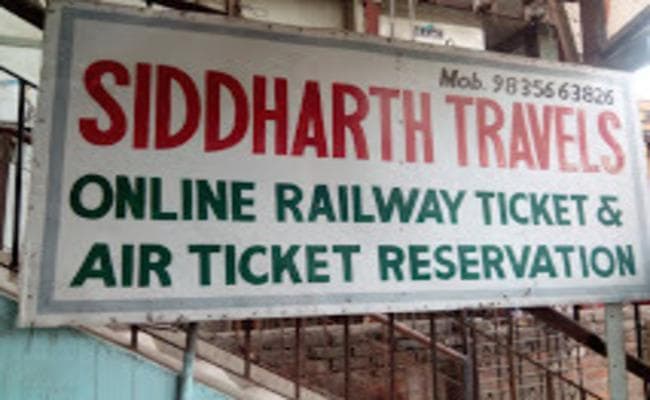 Mob. 9835663826
SIDDHARTH TRAVELS
ONLINE RAILWAY TICKET &
AIR TICKET RESERVATION